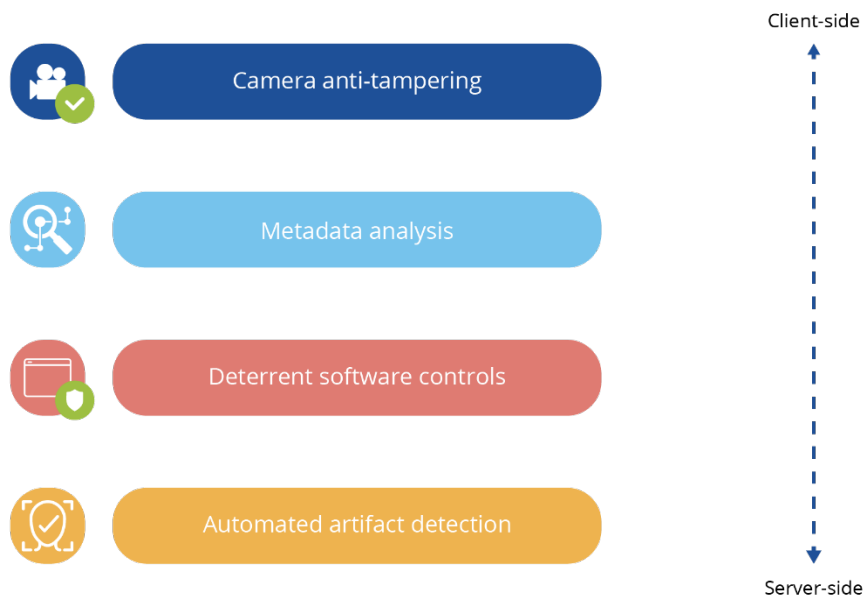 Client-side
Camera anti-tampering
Metadata analysis
Deterrent software controls
Automated artifact detection
Server-side